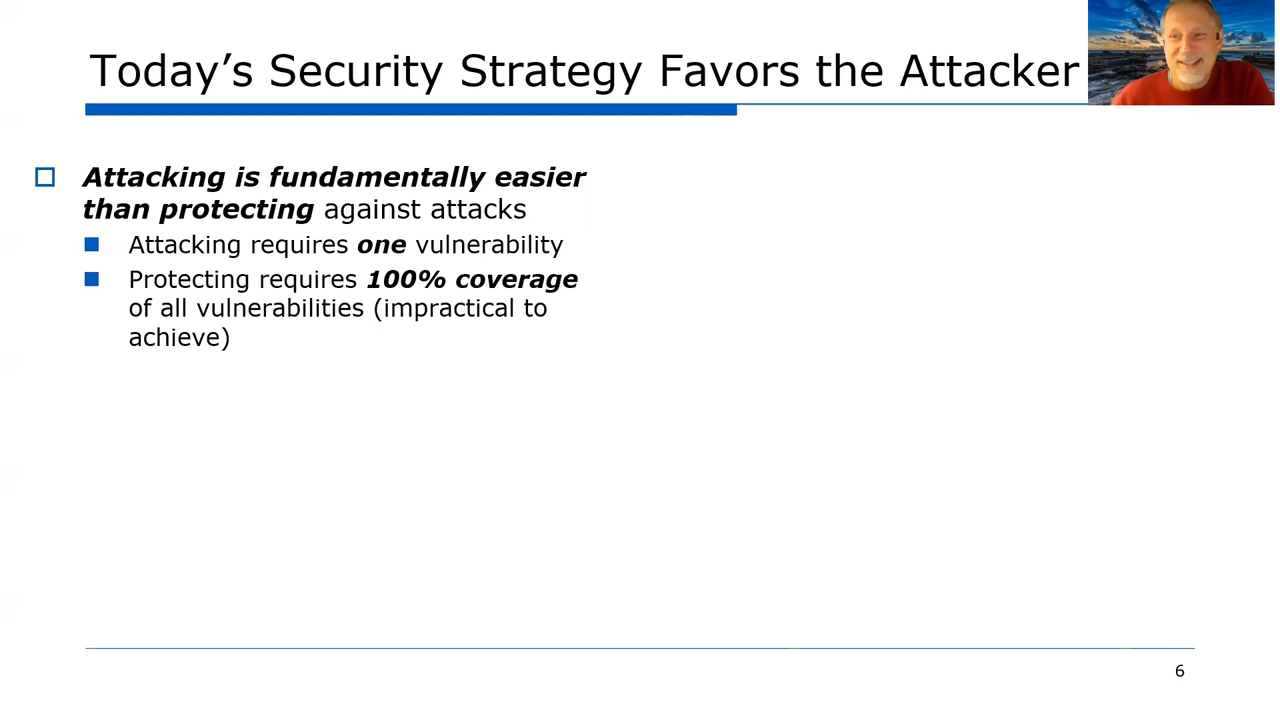 Today’s Security Strategy Favors the Attacker
Attacking is fundamentally easier
than protecting against attacks
Attacking requires one vulnerability
Protecting requires 100% coverage
of all vulnerabilities (impractical to
achieve)
6